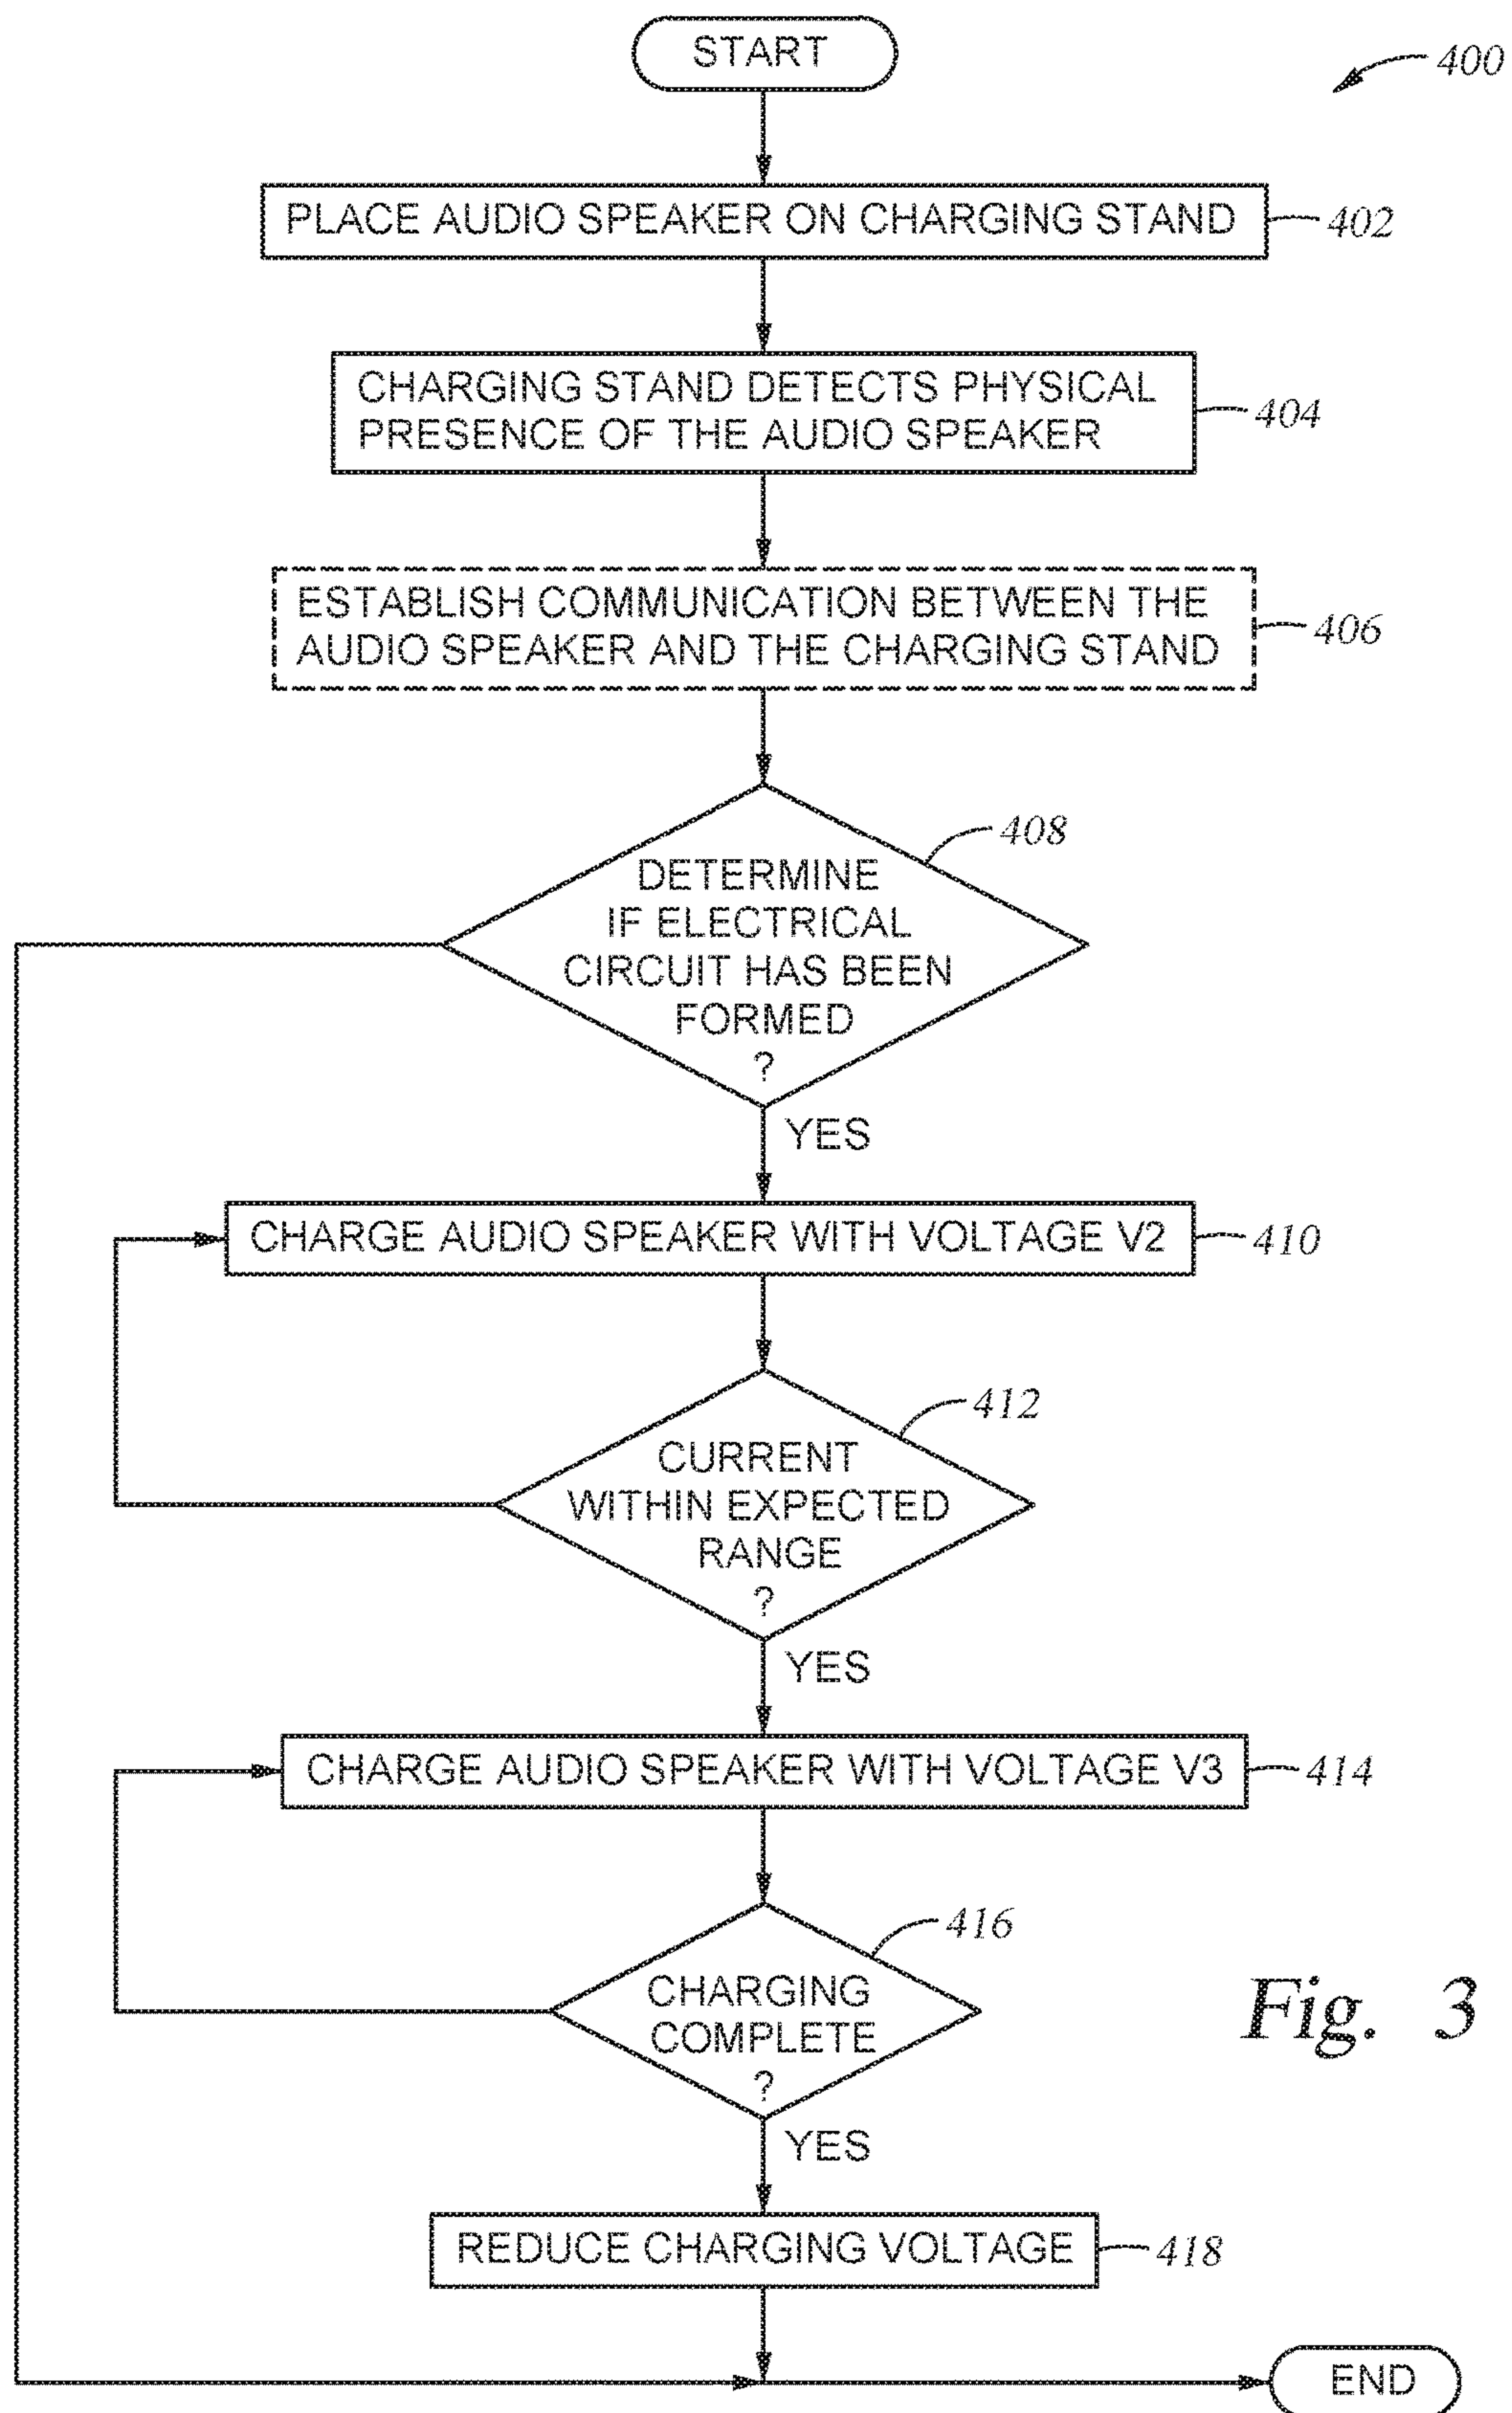 START
400
PLACE AUDIO SPEAKER ON CHARGING STAND
402
CHARGING STAND DETECTS PHYSICAL
PRESENCE OF THE AUDIO SPEAKER
404
ESTABLISH COMMUNICATION BETWEEN THE
AUDIO SPEAKER AND THE CHARGING STAND
406
408
DETERMINE
IF ELECTRICAL
CIRCUIT HAS BEEN
FORMED
?
YES
CHARGE AUDIO SPEAKER WITH VOLTAGE V2
410
412
CURRENT
WITHIN EXPECTED
RANGE
?
YES
CHARGE AUDIO SPEAKER WITH VOLTAGE V3
414
416
CHARGING
COMPLETE
?
YES
Fig. 3
REDUCE CHARGING VOLTAGE
418
END